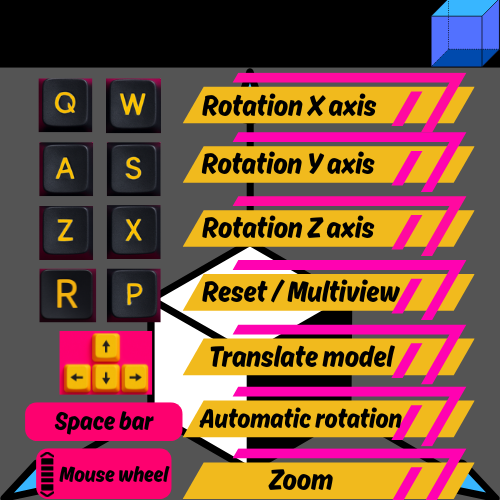 Q W Rotation X axis
A S Rotation Y axis
Z X Rotation Z axis
R P Reset / Multiview
↑
← ↓ → Translate model
Space bar Automatic rotation
Mouse wheel Zoom